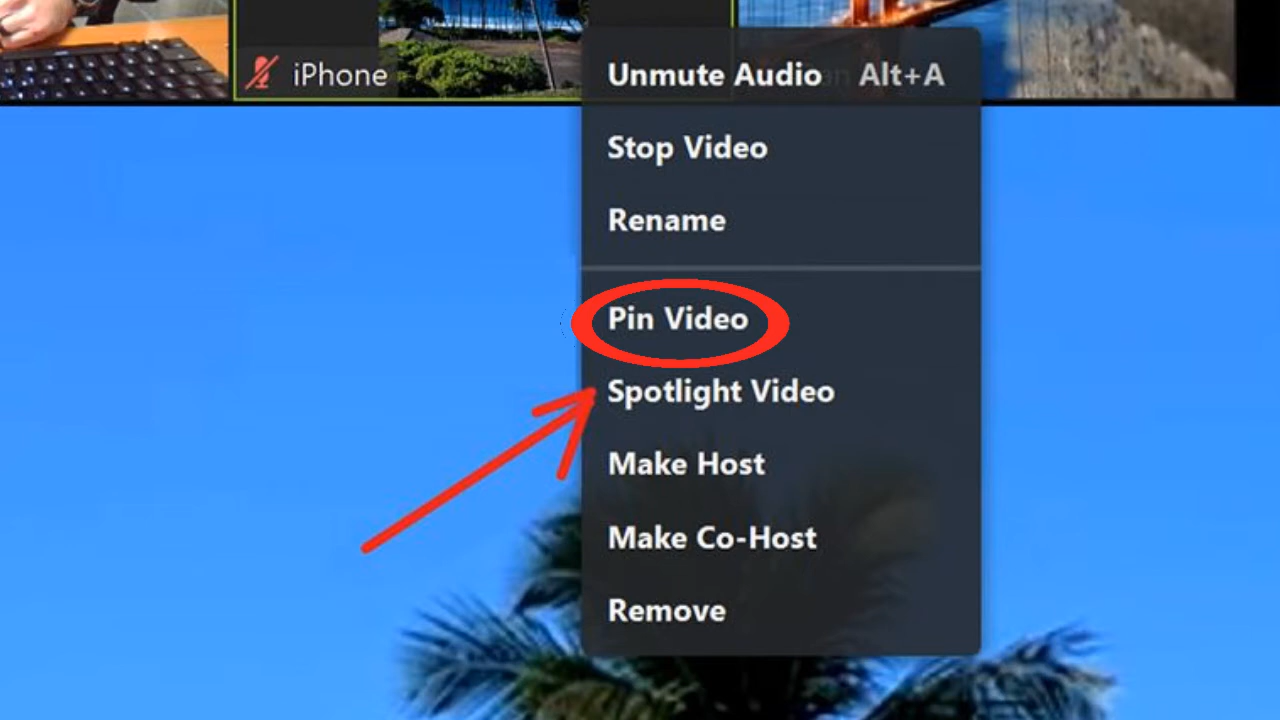 iPhone
Unmute Audio Alt+A
Stop Video
Rename
Pin Video
Spotlight Video
Make Host
Make Co-Host
Remove